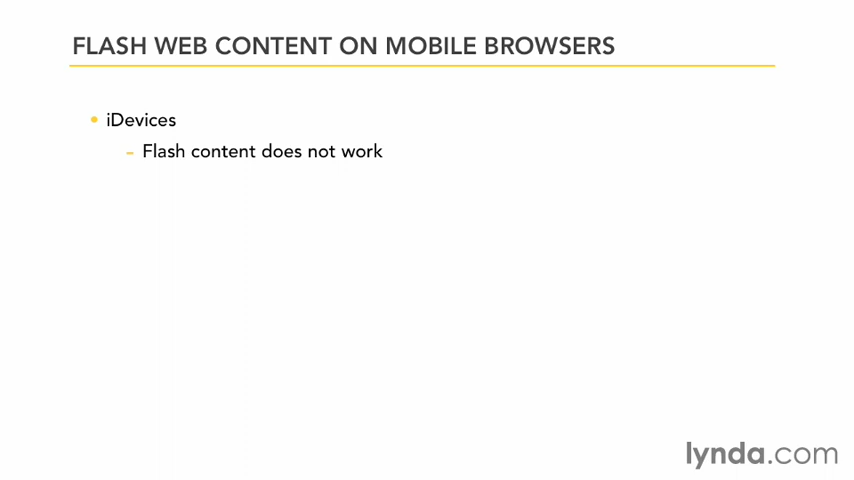 FLASH WEB CONTENT ON MOBILE BROWSERS
• iDevices
– Flash content does not work
lynda.com